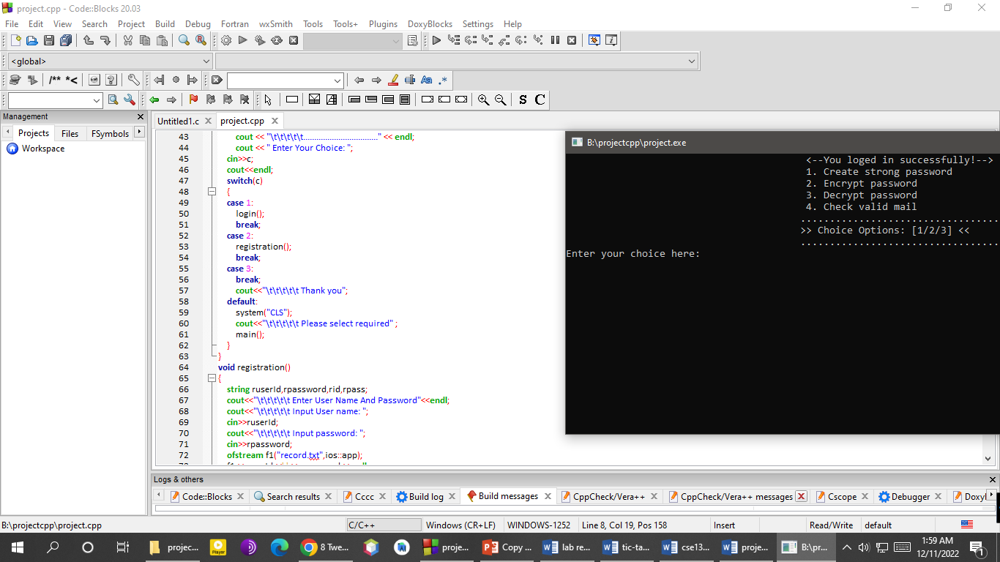 project.cpp - Code::Blocks 20.03
File Edit View Search Project Build Debug Fortran wxSmith Tools Tools+ Plugins DoxyBlocks Settings Help
<global>
/** *<
Aa .*
S C
Management
Projects Files FSymbols
Workspace
Untitled1.c project.cpp
43 cout << "\t\t\t\t\t.................................." << endl;
44 cout << " Enter Your Choice: ";
45 cin>>c;
46 cout<<endl;
47 switch(c)
48 {
49 case 1:
50 login();
51 break;
52 case 2:
53 registration();
54 break;
55 case 3:
56 break;
57 cout<<"\t\t\t\t\t Thank you";
58 default:
59 system("CLS");
60 cout<<"\t\t\t\t\t Please select required" ;
61 main();
62 }
63 }
64 void registration()
65 {
66 string ruserId,rpassword,rid,rpass;
67 cout<<"\t\t\t\t\t Enter User Name And Password"<<endl;
68 cout<<"\t\t\t\t\t Input User name: ";
69 cin>>ruserId;
70 cout<<"\t\t\t\t\t Input password: ";
71 cin>>rpassword;
72 ofstream f1("record.txt",ios::app);
B:\projectcpp\project.exe
<--You loged in successfully!-->
1. Create strong password
2. Encrypt password
3. Decrypt password
4. Check valid mail
..................................
>> Choice Options: [1/2/3] <<
..................................
Enter your choice here:
Logs & others
Code::Blocks Search results Cccc Build log Build messages CppCheck/Vera++ CppCheck/Vera++ messages Cscope Debugger Doxyl
B:\projectcpp\project.cpp C/C++ Windows (CR+LF) WINDOWS-1252 Line 8, Col 19, Pos 158 Insert Read/Write default
projec... Player 8 Twe... proje... Copy ... lab re... tic-ta... cse13... proje... B:\pr... 1:59 AM
12/11/2022 1